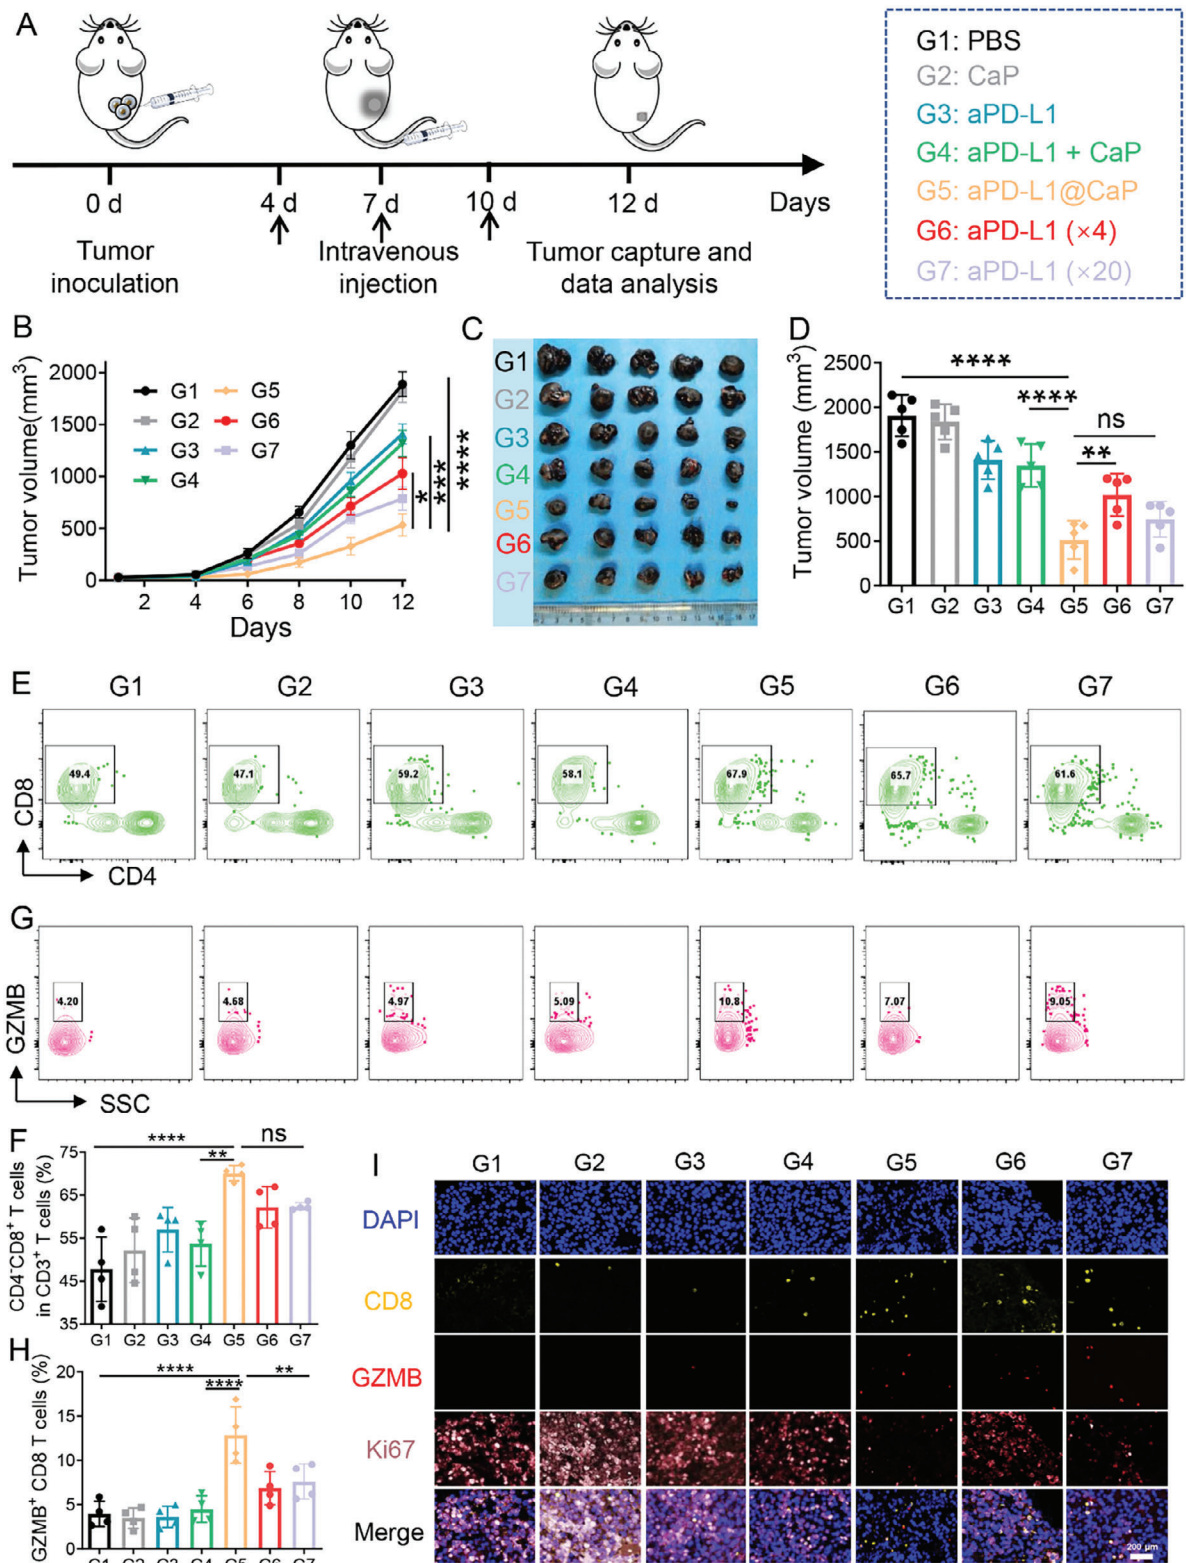 A
G1: PBS
G2: CaP
G3: aPD-L1
G4: aPD-L1 + CaP
G5: aPD-L1@CaP
G6: aPD-L1 (×4)
G7: aPD-L1 (×20)
0 d
4 d
7 d
10 d
12 d
Days
Tumor
inoculation
Intravenous
injection
Tumor capture and
data analysis
B
Tumor volume(mm³)
2000
1500
1000
500
0
G1
G2
G3
G4
G5
G6
G7
*
***
****
2 4 6 8 10 12
Days
C
G1
G2
G3
G4
G5
G6
G7
D
Tumor volume (mm³)
2500
2000
1500
1000
500
0
****
****
ns
**
G1 G2 G3 G4 G5 G6 G7
E
G1 G2 G3 G4 G5 G6 G7
49.4 47.1 59.2 58.1 67.9 65.7 61.6
CD8
CD4
G
4.20 4.68 4.97 5.09 10.8 7.07 9.05
GZMB
SSC
F
CD4⁻CD8⁺ T cells
in CD3⁺ T cells (%)
75
65
55
45
35
****
**
ns
G1 G2 G3 G4 G5 G6 G7
H
GZMB⁺ CD8 T cells (%)
20
15
10
5
0
****
****
**
G1 G2 G3 G4 G5 G6 G7
I
G1 G2 G3 G4 G5 G6 G7
DAPI
CD8
GZMB
Ki67
Merge
200 μm